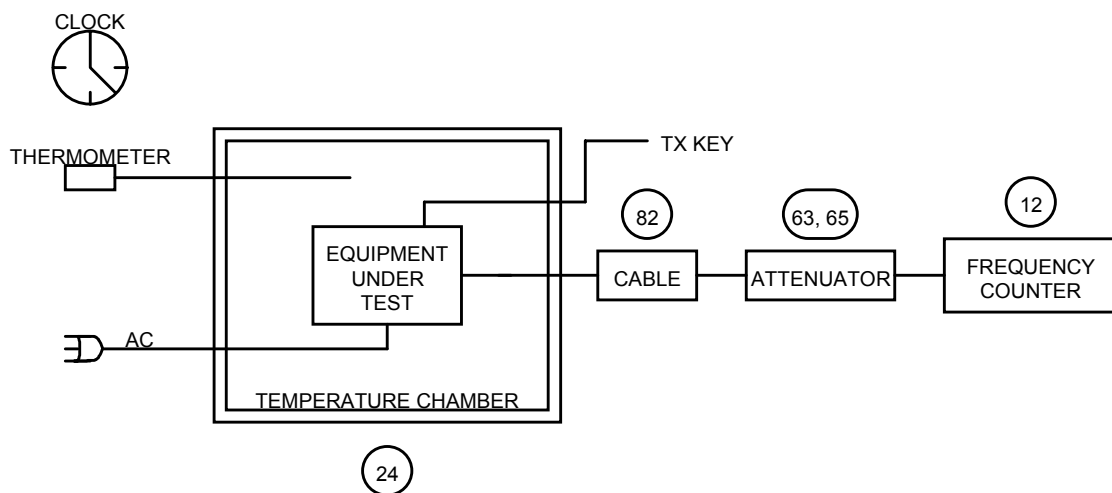 CLOCK
THERMOMETER
TX KEY
82
63, 65
12
EQUIPMENT
UNDER
TEST
CABLE
ATTENUATOR
FREQUENCY
COUNTER
AC
TEMPERATURE CHAMBER
24